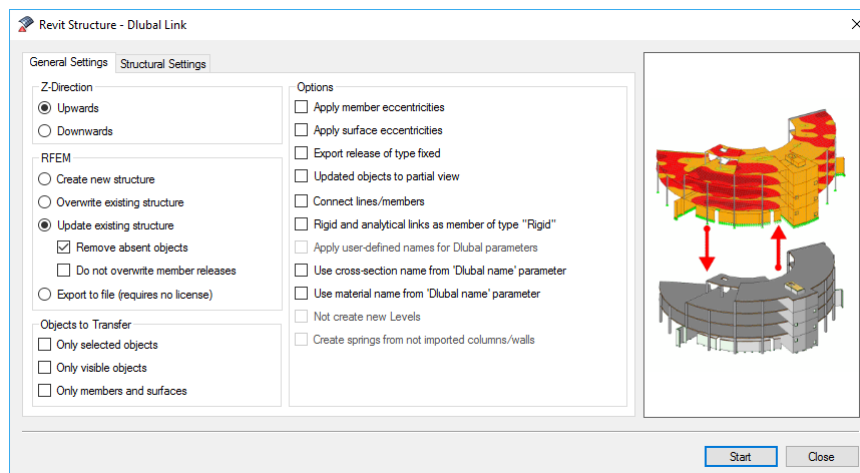 Revit Structure - Dlubal Link
General Settings
Structural Settings
Z-Direction
Upwards
Downwards
RFEM
Create new structure
Overwrite existing structure
Update existing structure
Remove absent objects
Do not overwrite member releases
Export to file (requires no license)
Objects to Transfer
Only selected objects
Only visible objects
Only members and surfaces
Options
Apply member eccentricities
Apply surface eccentricities
Export release of type fixed
Updated objects to partial view
Connect lines/members
Rigid and analytical links as member of type "Rigid"
Apply user-defined names for Dlubal parameters
Use cross-section name from 'Dlubal name' parameter
Use material name from 'Dlubal name' parameter
Not create new Levels
Create springs from not imported columns/walls
Start
Close